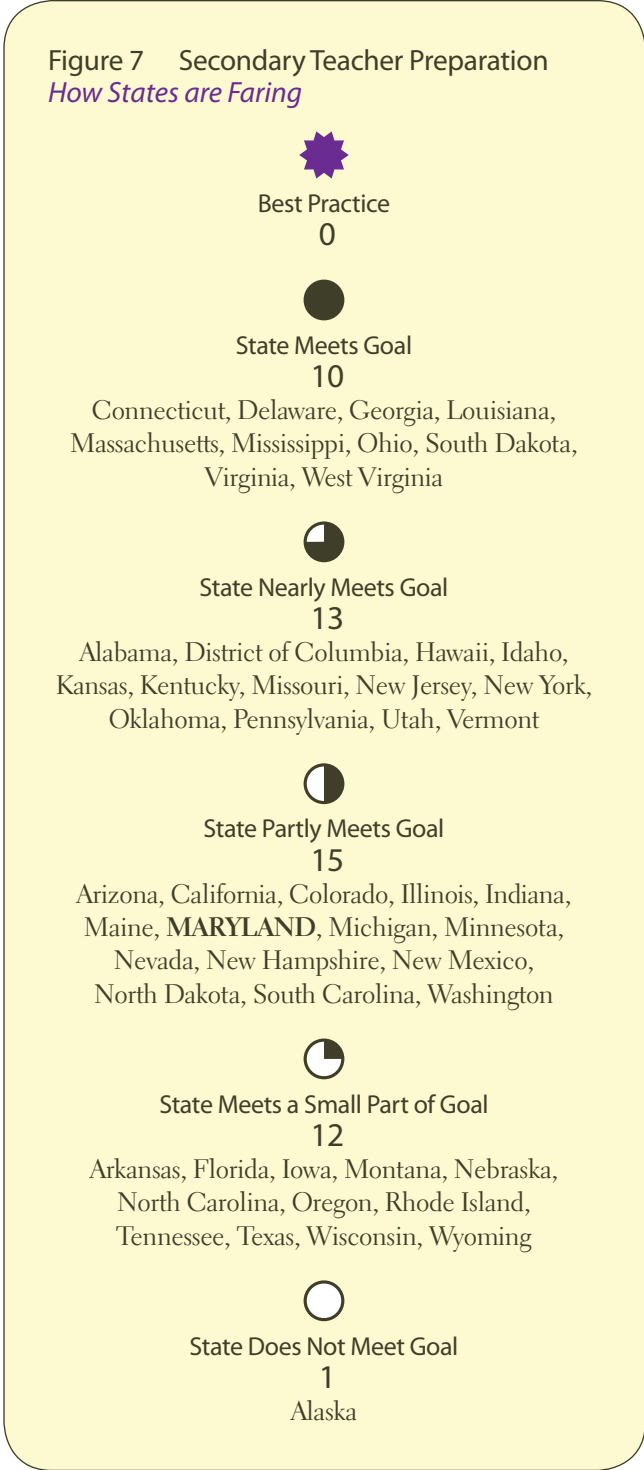 Figure 7 Secondary Teacher Preparation
How States are Faring
Best Practice
0
State Meets Goal
10
Connecticut, Delaware, Georgia, Louisiana,
Massachusetts, Mississippi, Ohio, South Dakota,
Virginia, West Virginia
State Nearly Meets Goal
13
Alabama, District of Columbia, Hawaii, Idaho,
Kansas, Kentucky, Missouri, New Jersey, New York,
Oklahoma, Pennsylvania, Utah, Vermont
State Partly Meets Goal
15
Arizona, California, Colorado, Illinois, Indiana,
Maine, MARYLAND, Michigan, Minnesota,
Nevada, New Hampshire, New Mexico,
North Dakota, South Carolina, Washington
State Meets a Small Part of Goal
12
Arkansas, Florida, Iowa, Montana, Nebraska,
North Carolina, Oregon, Rhode Island,
Tennessee, Texas, Wisconsin, Wyoming
State Does Not Meet Goal
1
Alaska